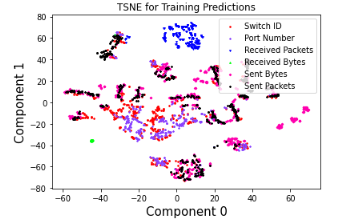 TSNE for Training Predictions
80
60
40
20
0
−20
−40
−60
−80
Component 1
Switch ID
Port Number
Received Packets
Received Bytes
Sent Bytes
Sent Packets
−60 −40 −20 0 20 40 60
Component 0